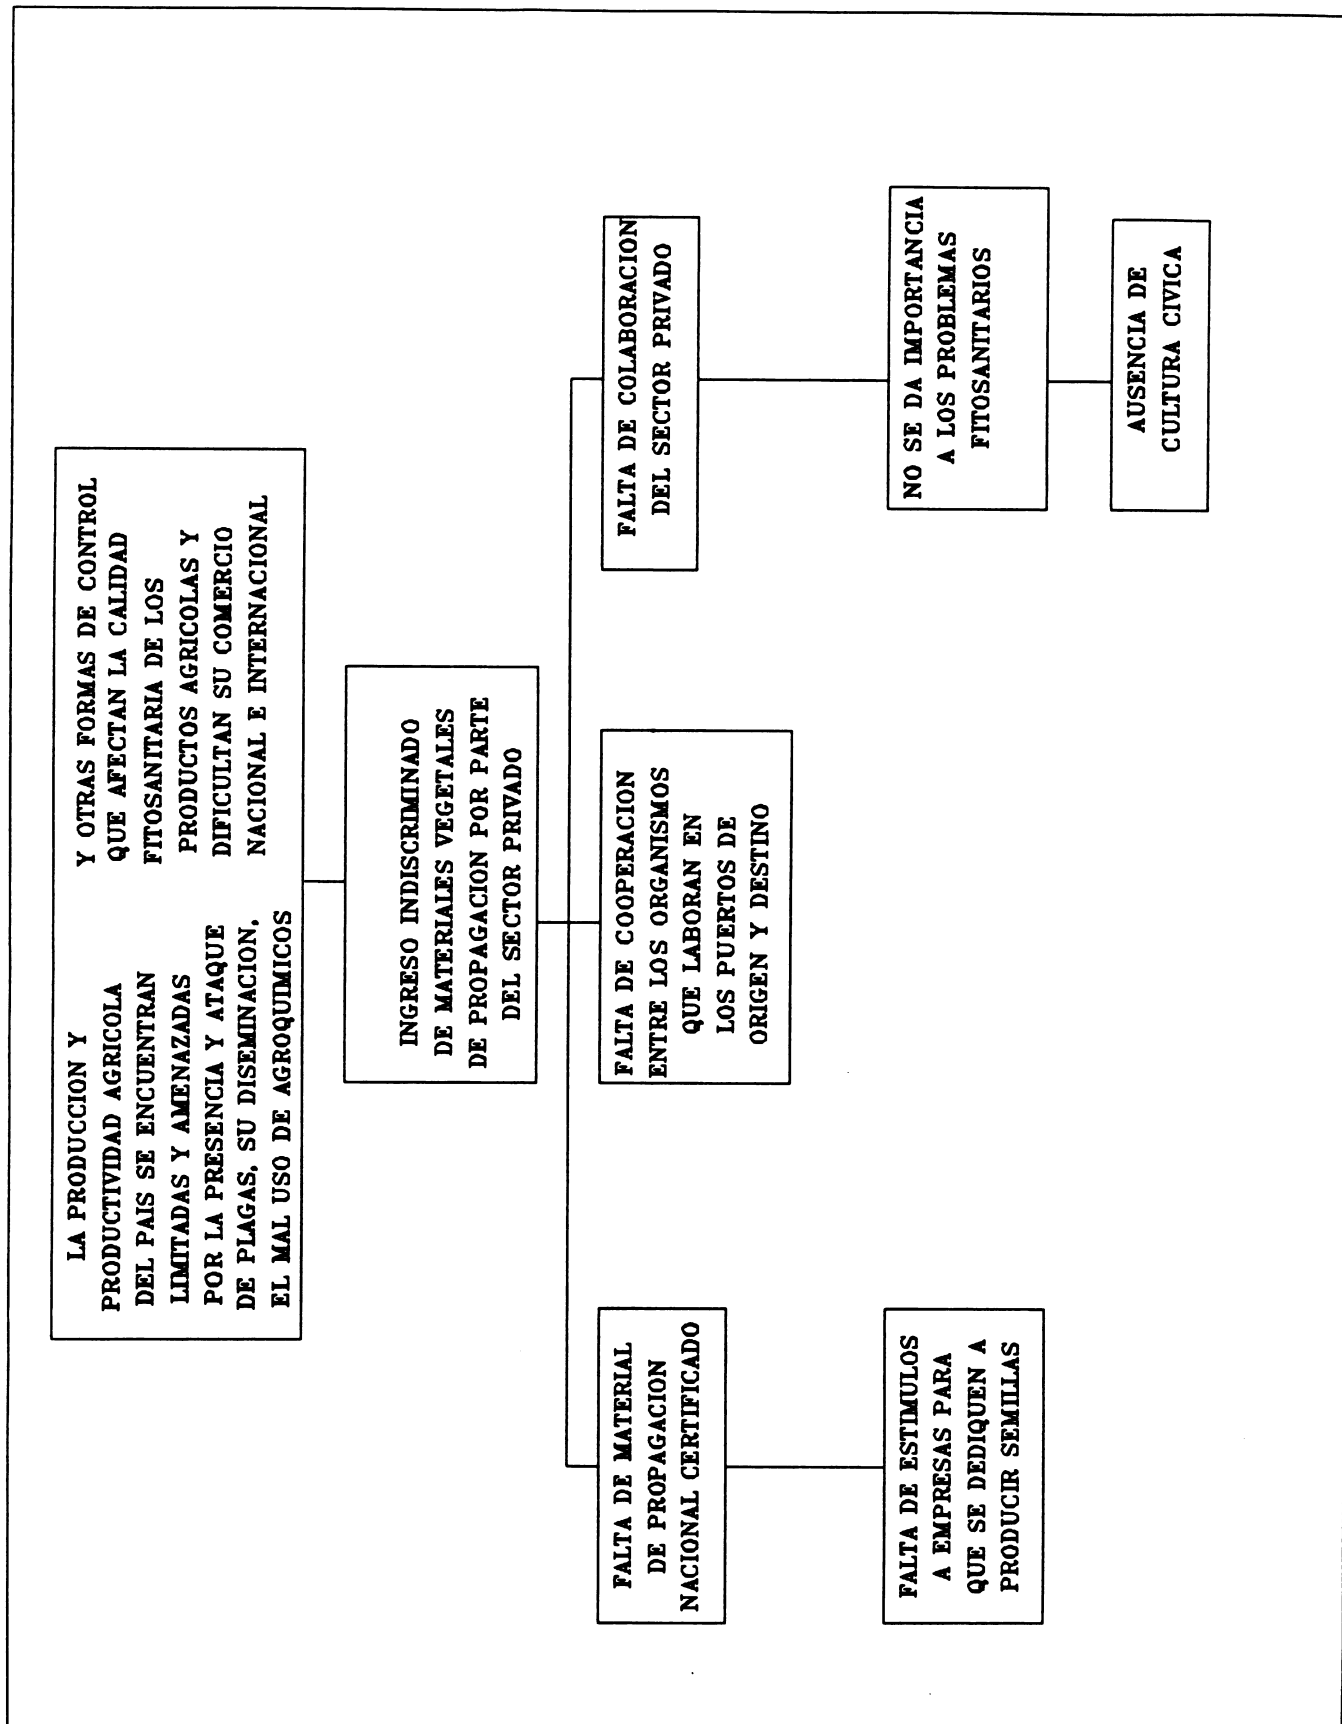 LA PRODUCCION Y
PRODUCTIVIDAD AGRICOLA
DEL PAIS SE ENCUENTRAN
LIMITADAS Y AMENAZADAS
POR LA PRESENCIA Y ATAQUE
DE PLAGAS, SU DISEMINACION,
EL MAL USO DE AGROQUIMICOS
Y OTRAS FORMAS DE CONTROL
QUE AFECTAN LA CALIDAD
FITOSANITARIA DE LOS
PRODUCTOS AGRICOLAS Y
DIFICULTAN SU COMERCIO
NACIONAL E INTERNACIONAL
INGRESO INDISCRIMINADO
DE MATERIALES VEGETALES
DE PROPAGACION POR PARTE
DEL SECTOR PRIVADO
FALTA DE MATERIAL
DE PROPAGACION
NACIONAL CERTIFICADO
FALTA DE COOPERACION
ENTRE LOS ORGANISMOS
QUE LABORAN EN
LOS PUERTOS DE
ORIGEN Y DESTINO
FALTA DE COLABORACION
DEL SECTOR PRIVADO
FALTA DE ESTIMULOS
A EMPRESAS PARA
QUE SE DEDIQUEN A
PRODUCIR SEMILLAS
NO SE DA IMPORTANCIA
A LOS PROBLEMAS
FITOSANITARIOS
AUSENCIA DE
CULTURA CIVICA